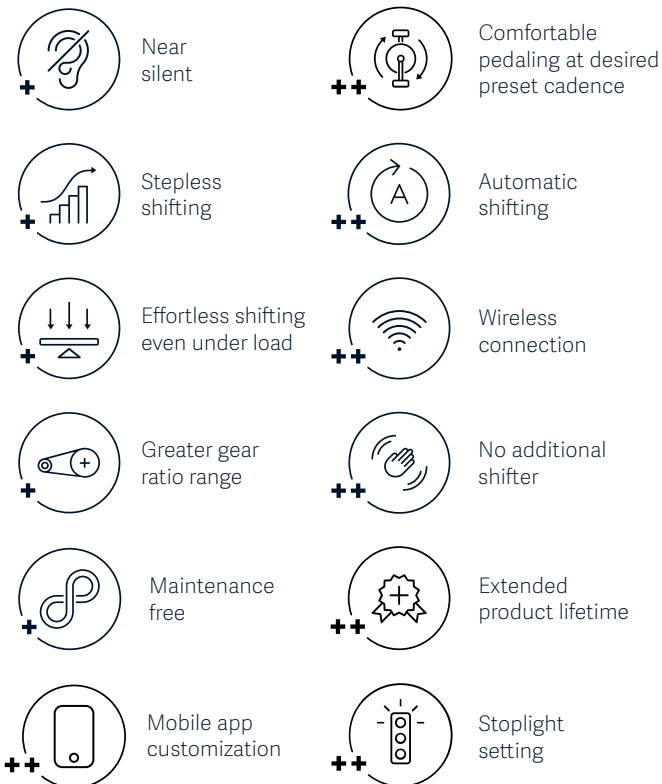 Near
silent
Comfortable
pedaling at desired
preset cadence
Stepless
shifting
A
Automatic
shifting
Effortless shifting
even under load
Wireless
connection
Greater gear
ratio range
No additional
shifter
Maintenance
free
Extended
product lifetime
Mobile app
customization
Stoplight
setting